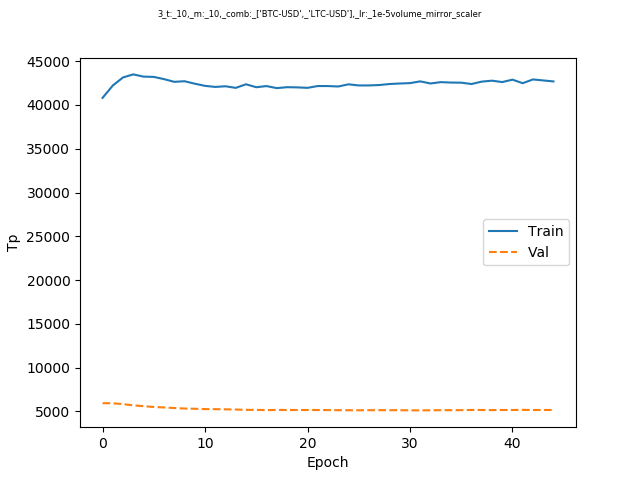 3_t:_10,_m:_10,_comb:_['BTC-USD',_'LTC-USD'],_lr:_1e-5volume_mirror_scaler
45000
40000
35000
30000
25000
20000
15000
10000
5000
Tp
Train
Val
0 10 20 30 40
Epoch